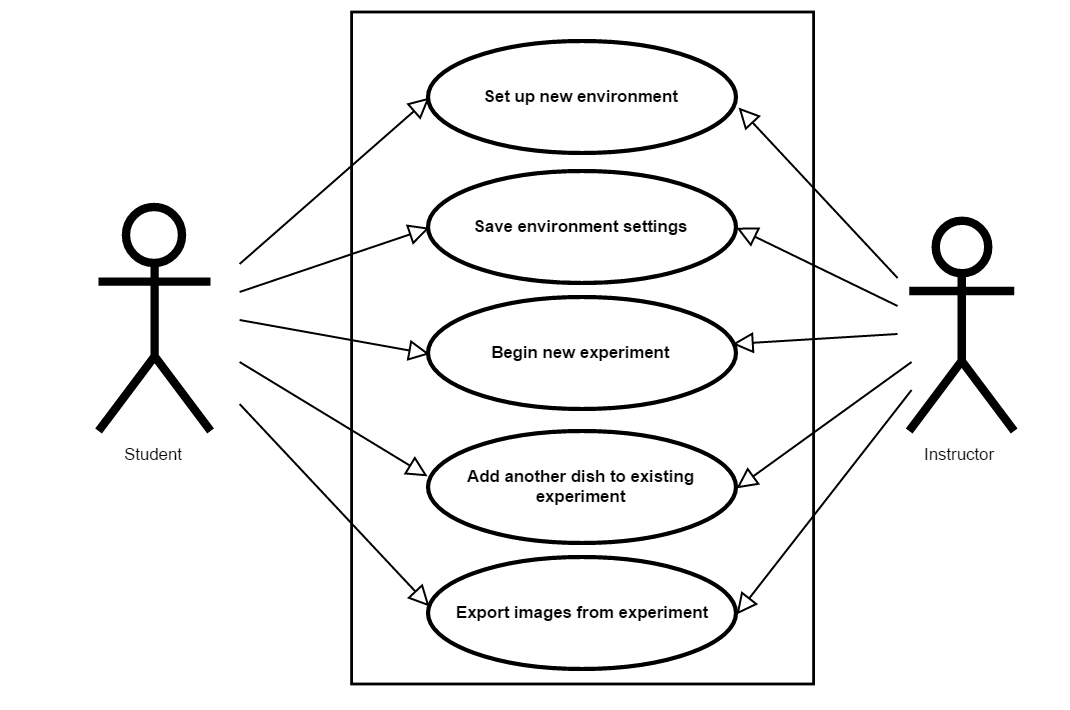 Set up new environment
Save environment settings
Begin new experiment
Student
Instructor
Add another dish to existing
experiment
Export images from experiment